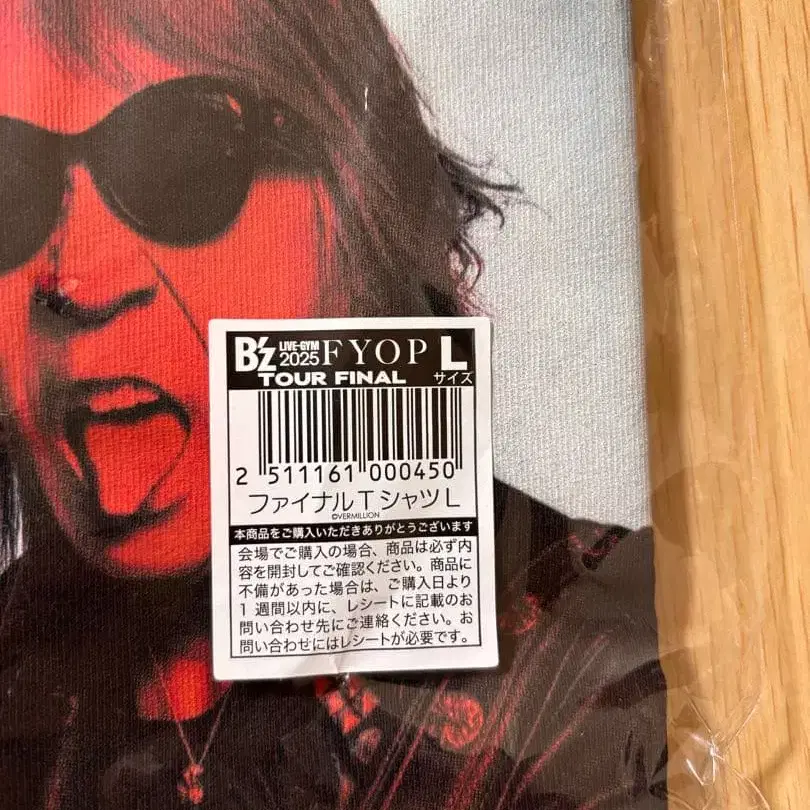 B'z LIVE-GYM 2025 FYOP L
TOUR FINAL サイズ
2 511161 000450
ファイナルTシャツL
©VERMILLION
本商品をご購入いただきありがとうございます
会場でご購入の場合、商品は必ず内
容を開封してご確認ください。商品に
不備があった場合は、ご購入日より
1週間以内に、レシートに記載のお
問い合わせ先にご連絡ください。お
問い合わせにはレシートが必要です。